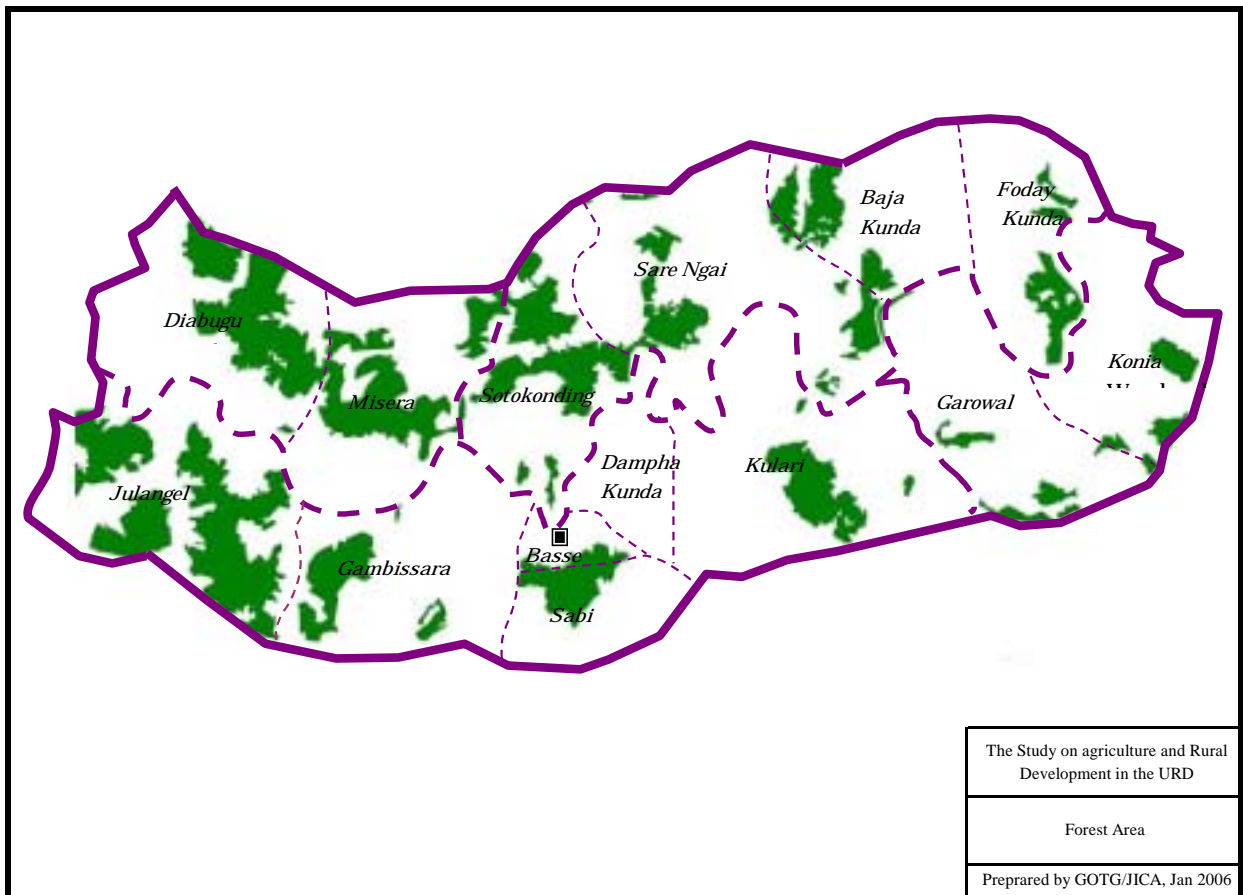 Baja
Kunda
Foday
Kunda
Sare Ngai
Diabugu
Konia
Misera
Sotokonding
Garowal
Dampha
Kunda
Kulari
Julangel
Basse
Gambissara
Sabi
The Study on agriculture and Rural
Development in the URD
Forest Area
Preprared by GOTG/JICA, Jan 2006